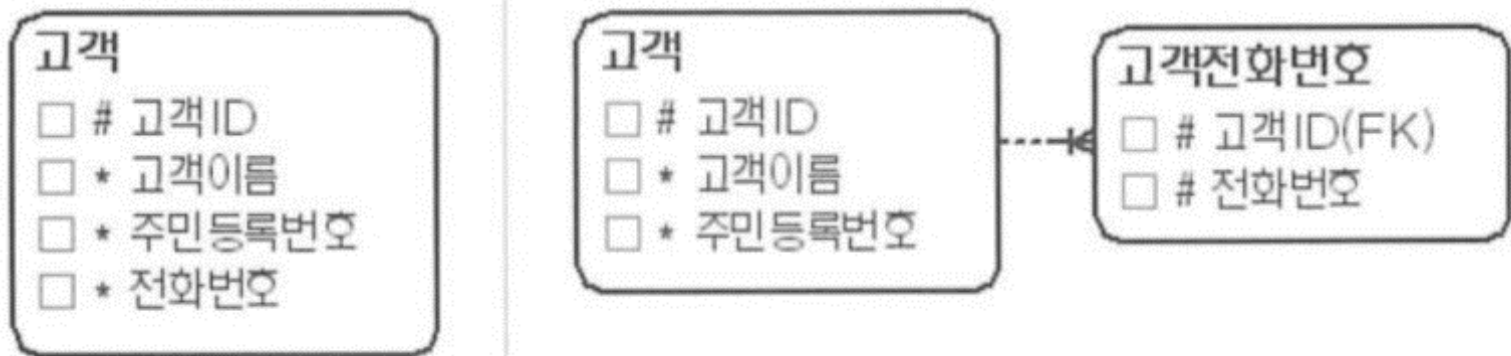 고객
□ # 고객ID
□ * 고객이름
□ * 주민등록번호
□ * 전화번호
고객
□ # 고객ID
□ * 고객이름
□ * 주민등록번호
고객전화번호
□ # 고객ID(FK)
□ # 전화번호